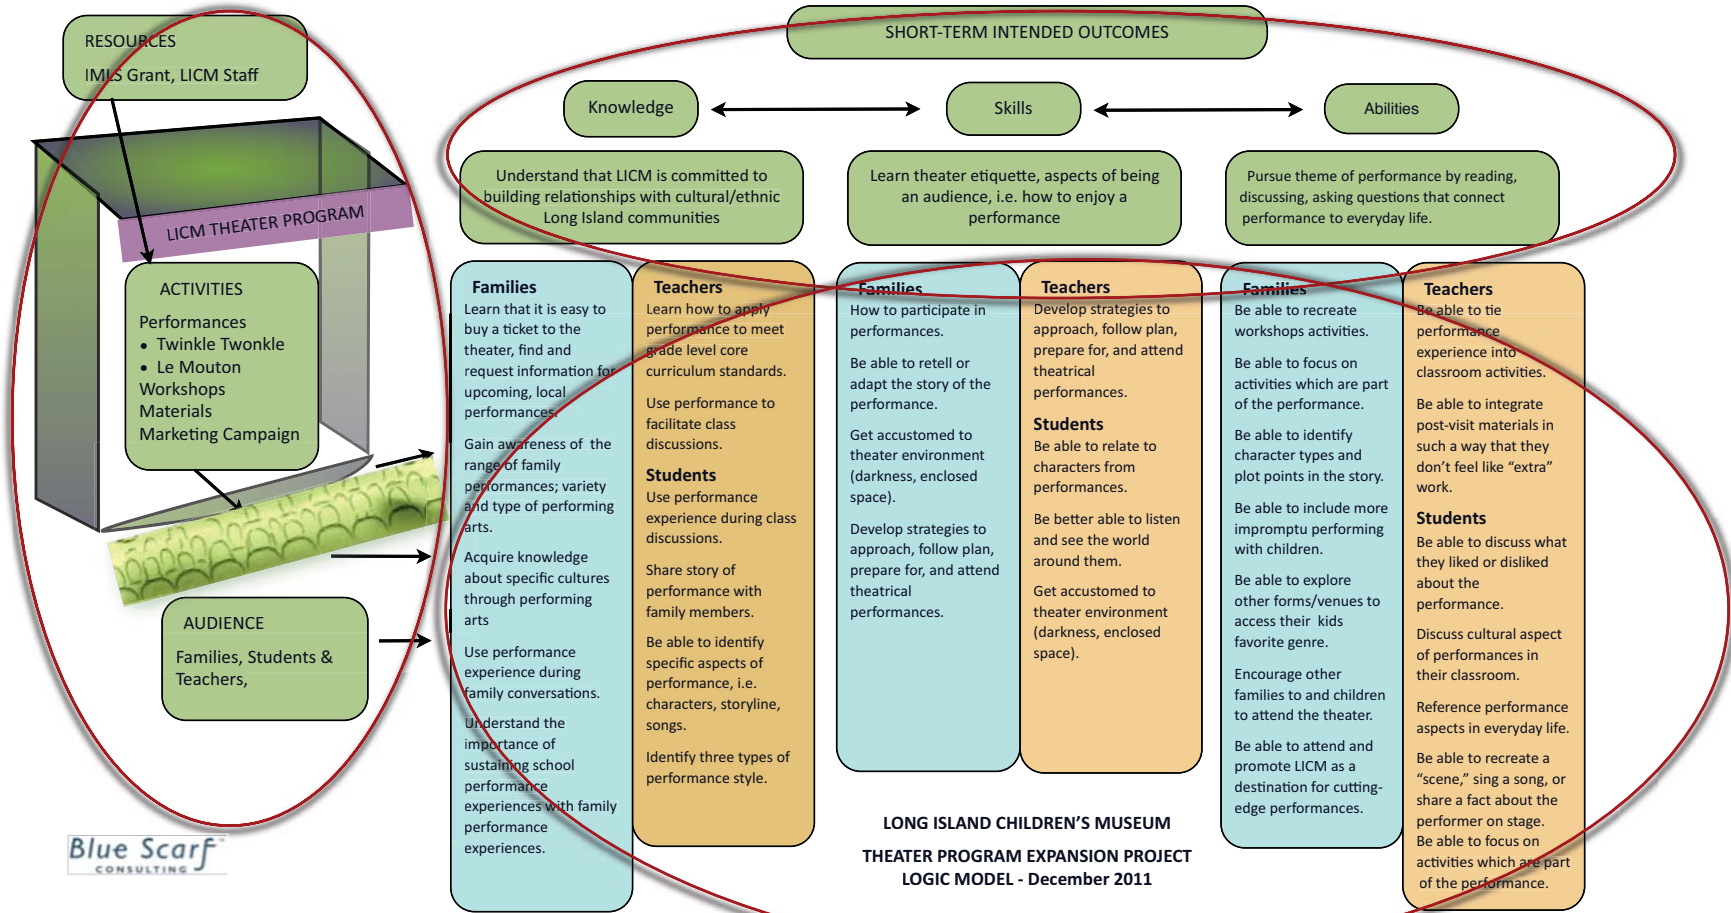 RESOURCES
IMLS Grant, LICM Staff
LICM THEATER PROGRAM
ACTIVITIES
Performances
• Twinkle Twonkle
• Le Mouton
Workshops
Materials
Marketing Campaign
AUDIENCE
Families, Students &
Teachers,
Blue Scarf
CONSULTING
SHORT-TERM INTENDED OUTCOMES
Knowledge
Skills
Abilities
Understand that LICM is committed to
building relationships with cultural/ethnic
Long Island communities
Learn theater etiquette, aspects of being
an audience, i.e. how to enjoy a
performance
Pursue theme of performance by reading,
discussing, asking questions that connect
performance to everyday life.
Families
Learn that it is easy to
buy a ticket to the
theater, find and
request information for
upcoming, local
performances.
Gain awareness of the
range of family
performances; variety
and type of performing
arts.
Acquire knowledge
about specific cultures
through performing
arts
Use performance
experience during
family conversations.
Understand the
importance of
sustaining school
performance
experiences with family
performance
experiences.
Teachers
Learn how to apply
performance to meet
grade level core
curriculum standards.
Use performance to
facilitate class
discussions.
Students
Use performance
experience during class
discussions.
Share story of
performance with
family members.
Be able to identify
specific aspects of
performance, i.e.
characters, storyline,
songs.
Identify three types of
performance style.
Families
How to participate in
performances.
Be able to retell or
adapt the story of the
performance.
Get accustomed to
theater environment
(darkness, enclosed
space).
Develop strategies to
approach, follow plan,
prepare for, and attend
theatrical
performances.
Teachers
Develop strategies to
approach, follow plan,
prepare for, and attend
theatrical
performances.
Students
Be able to relate to
characters from
performances.
Be better able to listen
and see the world
around them.
Get accustomed to
theater environment
(darkness, enclosed
space).
Families
Be able to recreate
workshops activities.
Be able to focus on
activities which are part
of the performance.
Be able to identify
character types and
plot points in the story.
Be able to include more
impromptu performing
with children.
Be able to explore
other forms/venues to
access their kids
favorite genre.
Encourage other
families to and children
to attend the theater.
Be able to attend and
promote LICM as a
destination for cutting-
edge performances.
Teachers
Be able to tie
performance
experience into
classroom activities.
Be able to integrate
post-visit materials in
such a way that they
don’t feel like “extra”
work.
Students
Be able to discuss what
they liked or disliked
about the
performance.
Discuss cultural aspect
of performances in
their classroom.
Reference performance
aspects in everyday life.
Be able to recreate a
“scene,” sing a song, or
share a fact about the
performer on stage.
Be able to focus on
activities which are part
of the performance.
LONG ISLAND CHILDREN’S MUSEUM
THEATER PROGRAM EXPANSION PROJECT
LOGIC MODEL - December 2011